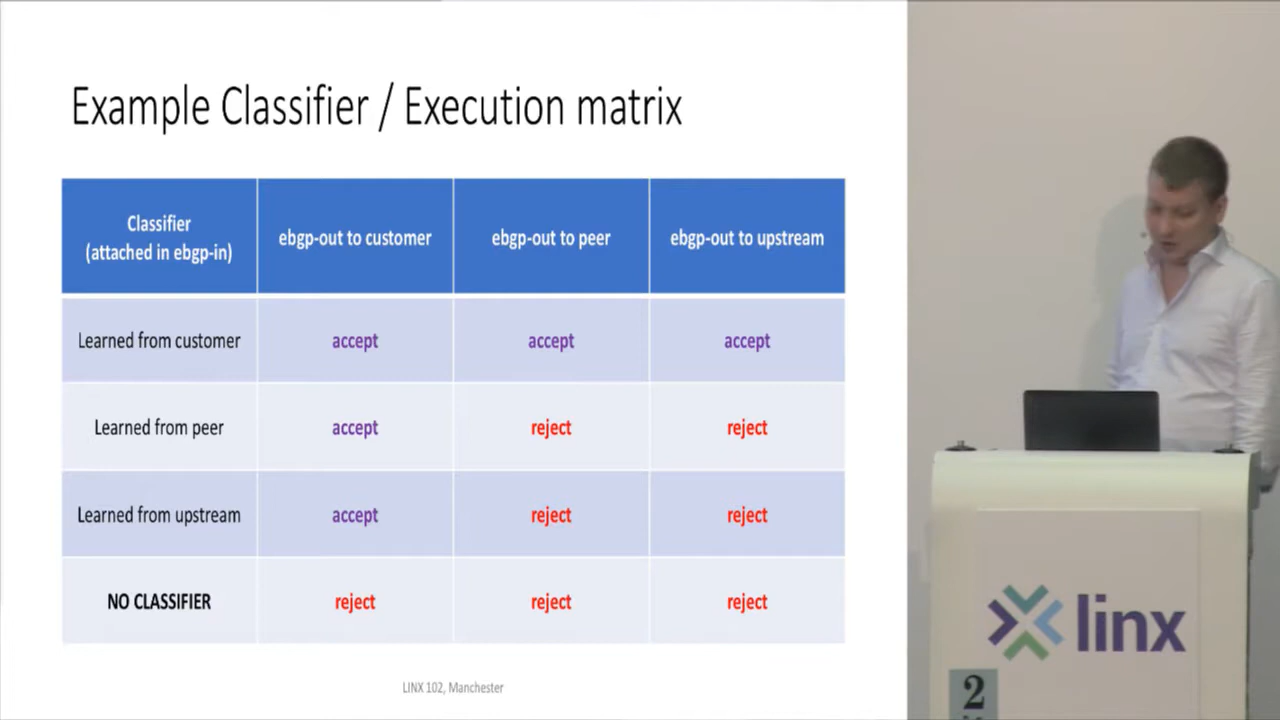 Example Classifier / Execution matrix
Classifier
(attached in ebgp-in)
ebgp-out to customer
ebgp-out to peer
ebgp-out to upstream
Learned from customer
accept
accept
accept
Learned from peer
accept
reject
reject
Learned from upstream
accept
reject
reject
NO CLASSIFIER
reject
reject
reject
LINX 102, Manchester
linx
2